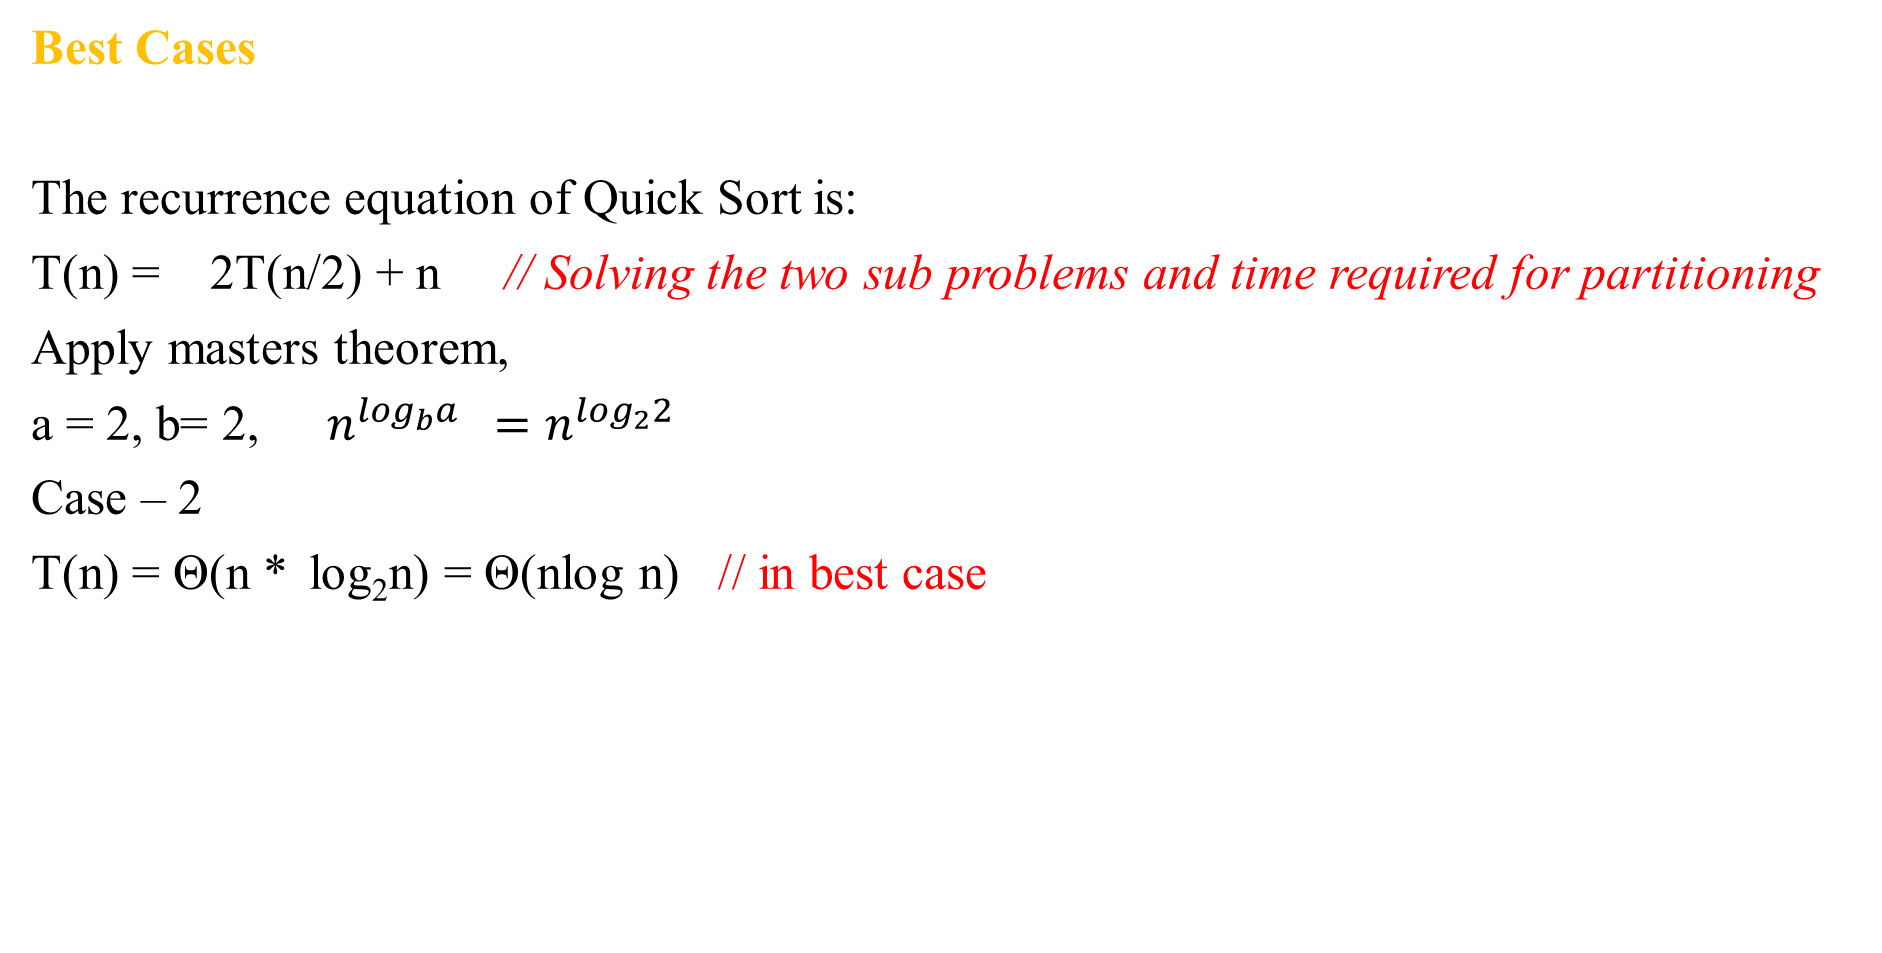 Best Cases
The recurrence equation of Quick Sort is:
T(n) = 2T(n/2) + n // Solving the two sub problems and time required for partitioning
Apply masters theorem,
a = 2, b= 2, $n^{log_b a}$ = $n^{log_2 2}$
Case – 2
T(n) = Θ(n * log₂n) = Θ(nlog n) // in best case